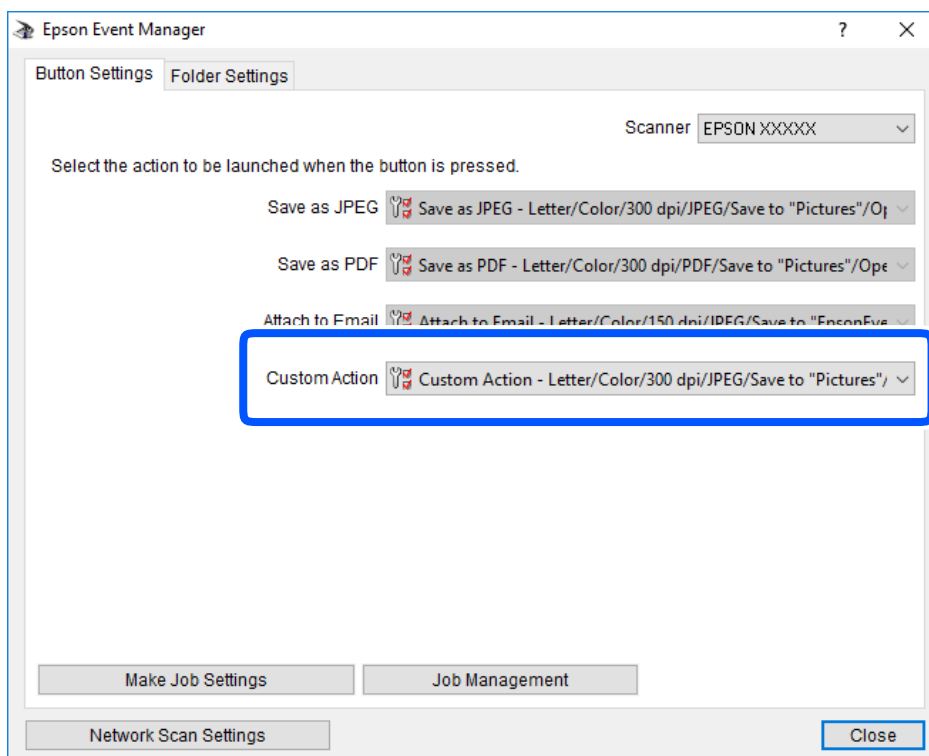 Epson Event Manager
Button Settings Folder Settings
Scanner EPSON XXXXX
Select the action to be launched when the button is pressed.
Save as JPEG Save as JPEG - Letter/Color/300 dpi/JPEG/Save to "Pictures"/Op
Save as PDF Save as PDF - Letter/Color/300 dpi/PDF/Save to "Pictures"/Ope
Attach to Email Attach to Email - Letter/Color/150 dpi/JPEG/Save to "EpsonEve
Custom Action Custom Action - Letter/Color/300 dpi/JPEG/Save to "Pictures"/
Make Job Settings Job Management
Network Scan Settings Close